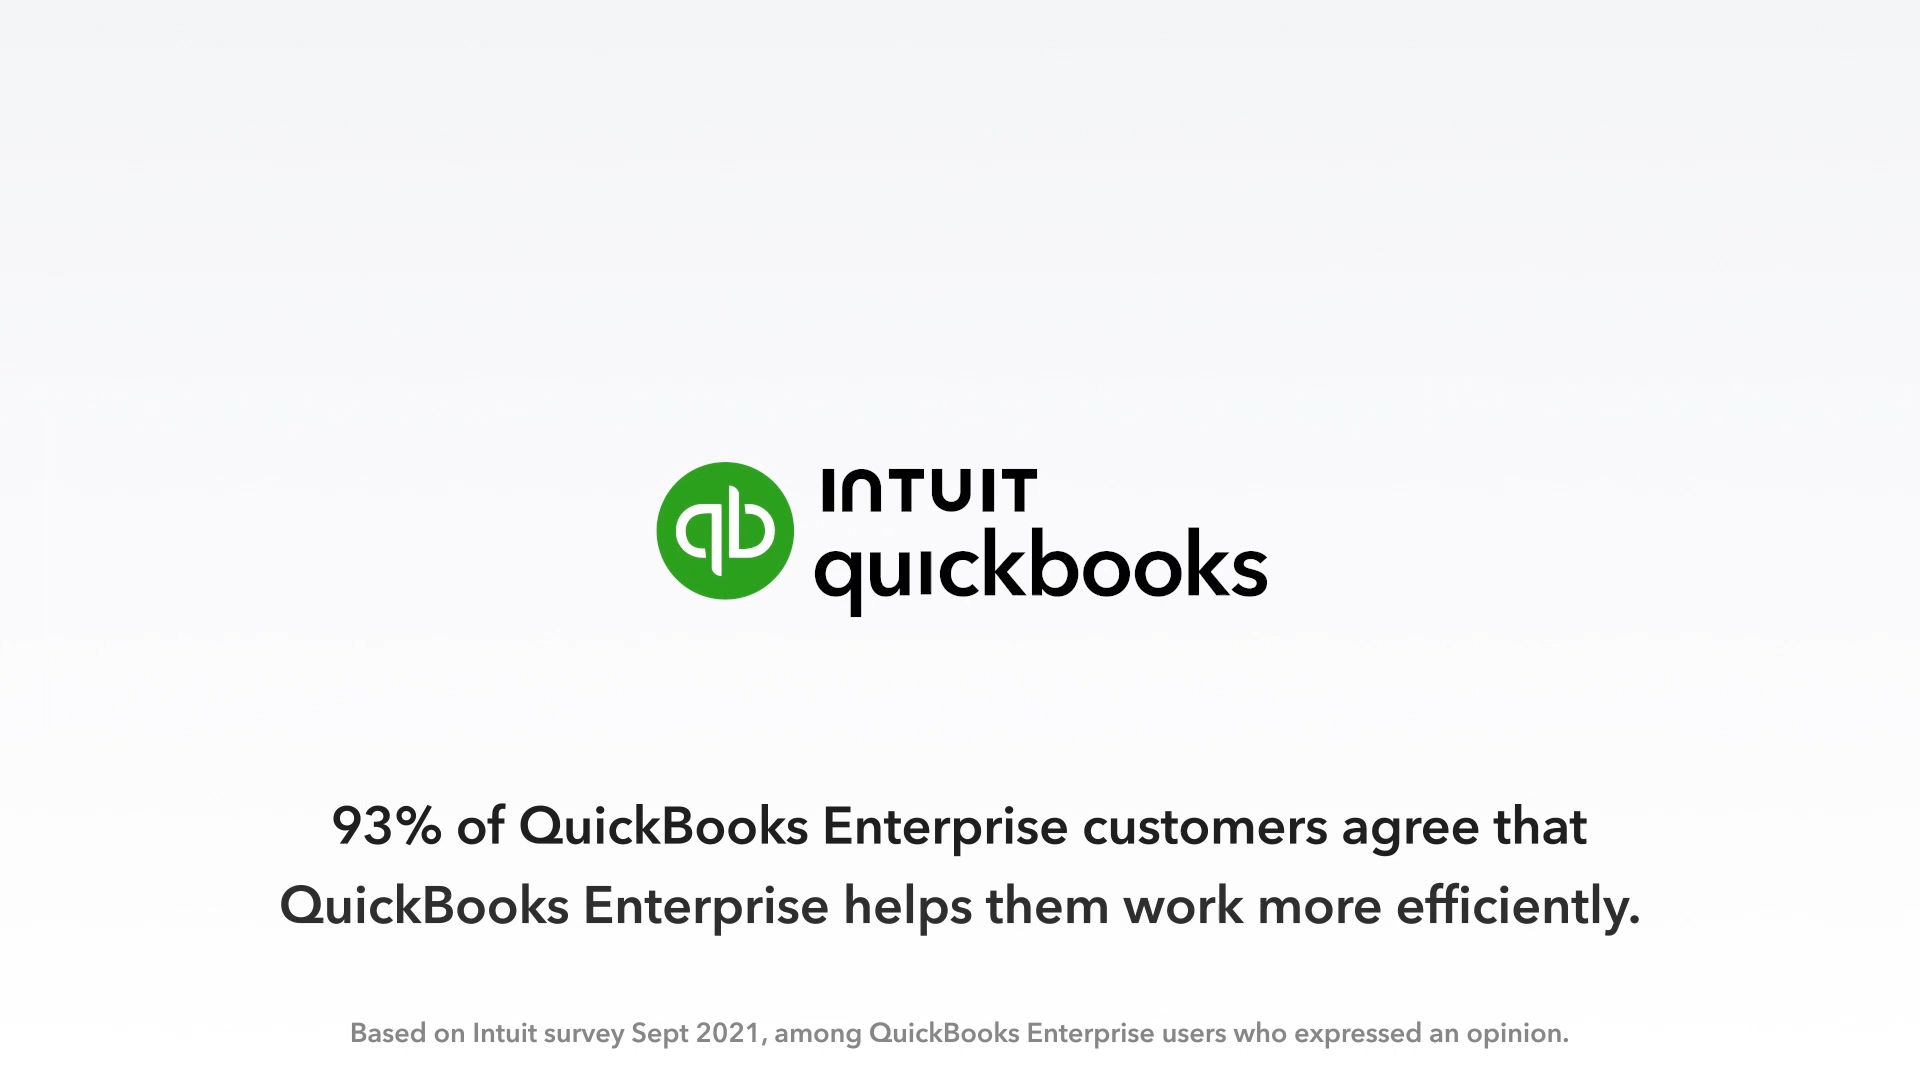 INTUIT
quickbooks
93% of QuickBooks Enterprise customers agree that
QuickBooks Enterprise helps them work more efficiently.
Based on Intuit survey Sept 2021, among QuickBooks Enterprise users who expressed an opinion.